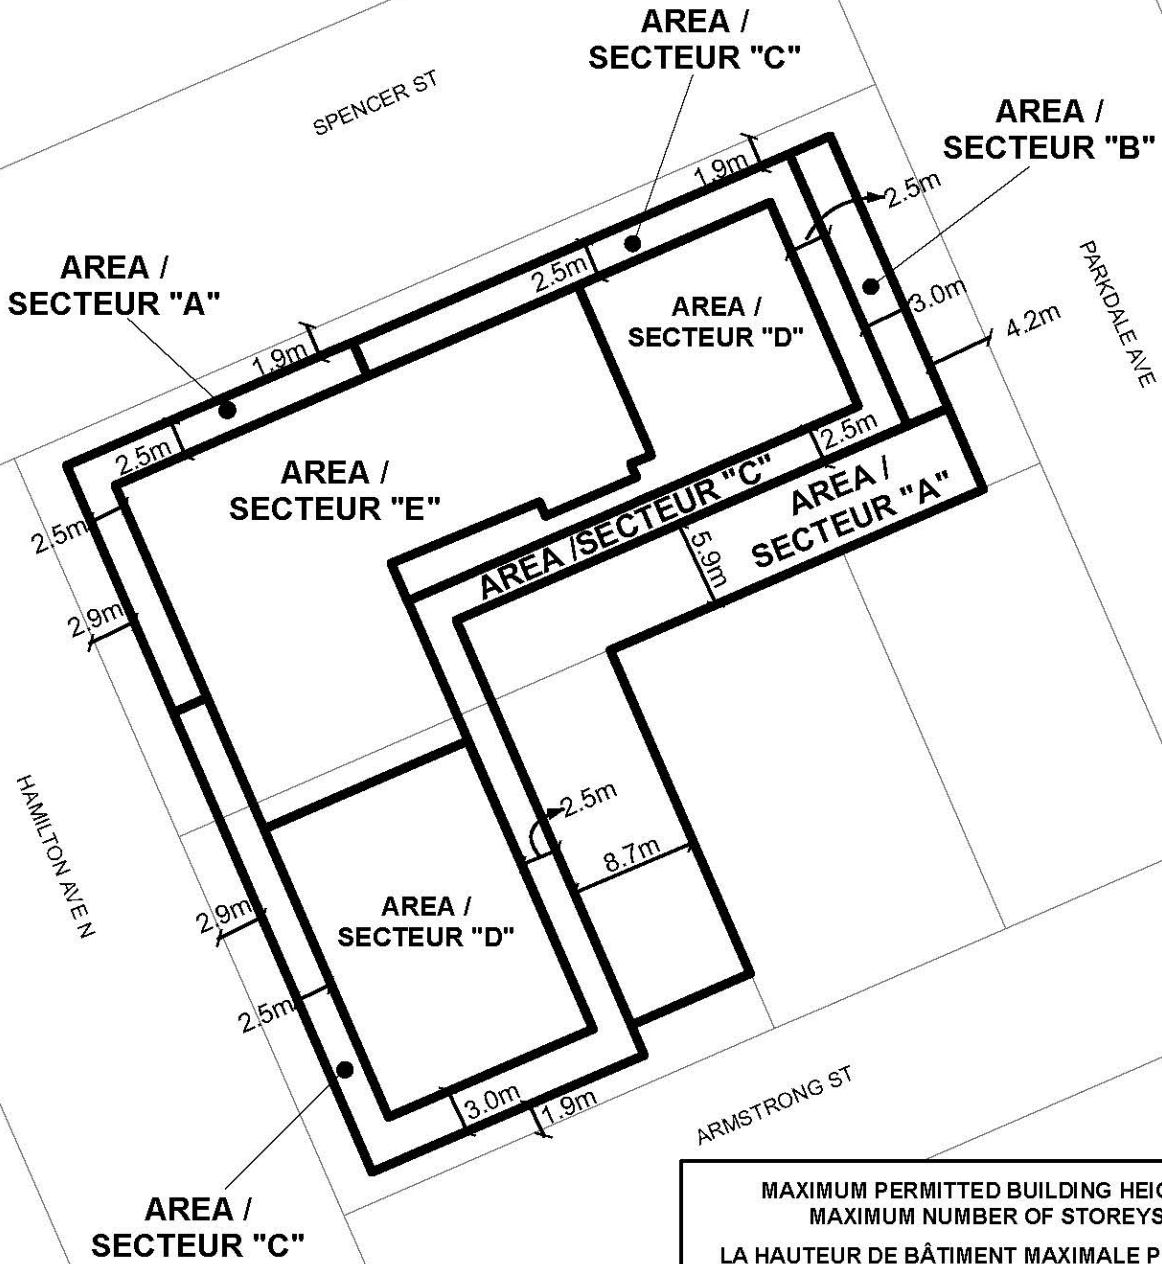 AREA /
SECTEUR "C"
SPENCER ST
AREA /
SECTEUR "B"
1.9m
2.5m
AREA /
SECTEUR "A"
2.5m
AREA /
SECTEUR "D"
3.0m
4.2m
PARKDALE AVE
1.9m
2.5m
2.5m
AREA /
SECTEUR "E"
AREA /SECTEUR "C"
AREA /
SECTEUR "A"
2.5m
5.9m
2.9m
HAMILTON AVE N
2.5m
8.7m
AREA /
SECTEUR "D"
2.9m
2.5m
3.0m
1.9m
ARMSTRONG ST
AREA /
SECTEUR "C"
MAXIMUM PERMITTED BUILDING
MAXIMUM NUMBER OF STOREYS
LA HAUTEUR DE BÂTIMENT MAXIMALE